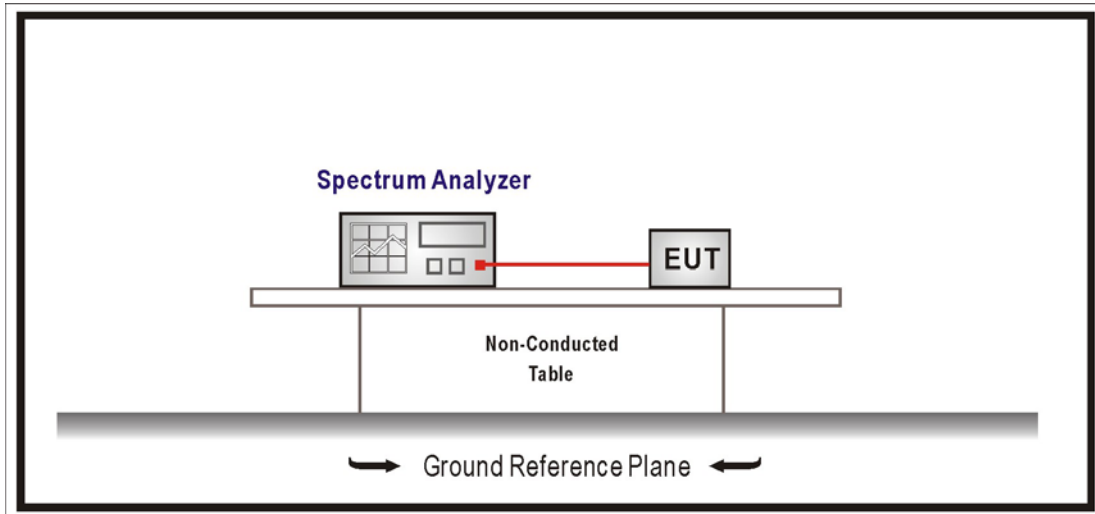 Spectrum Analyzer
EUT
Non-Conducted
Table
Ground Reference Plane